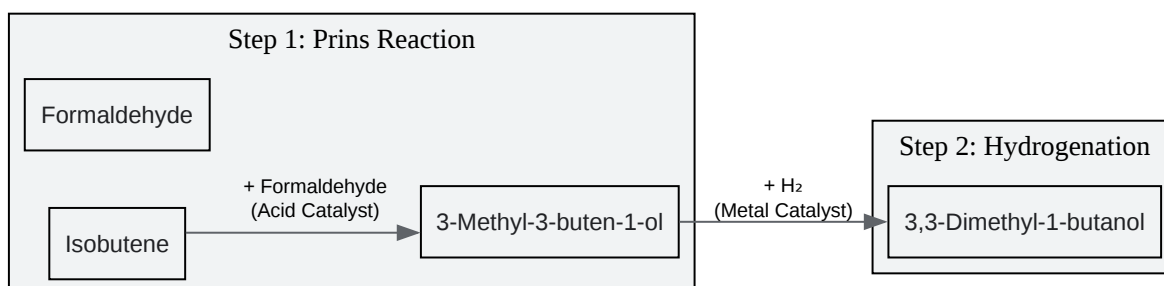 Step 1: Prins Reaction
Formaldehyde
Isobutene
+ Formaldehyde
(Acid Catalyst)
3-Methyl-3-buten-1-ol
+ H₂
(Metal Catalyst)
Step 2: Hydrogenation
3,3-Dimethyl-1-butanol